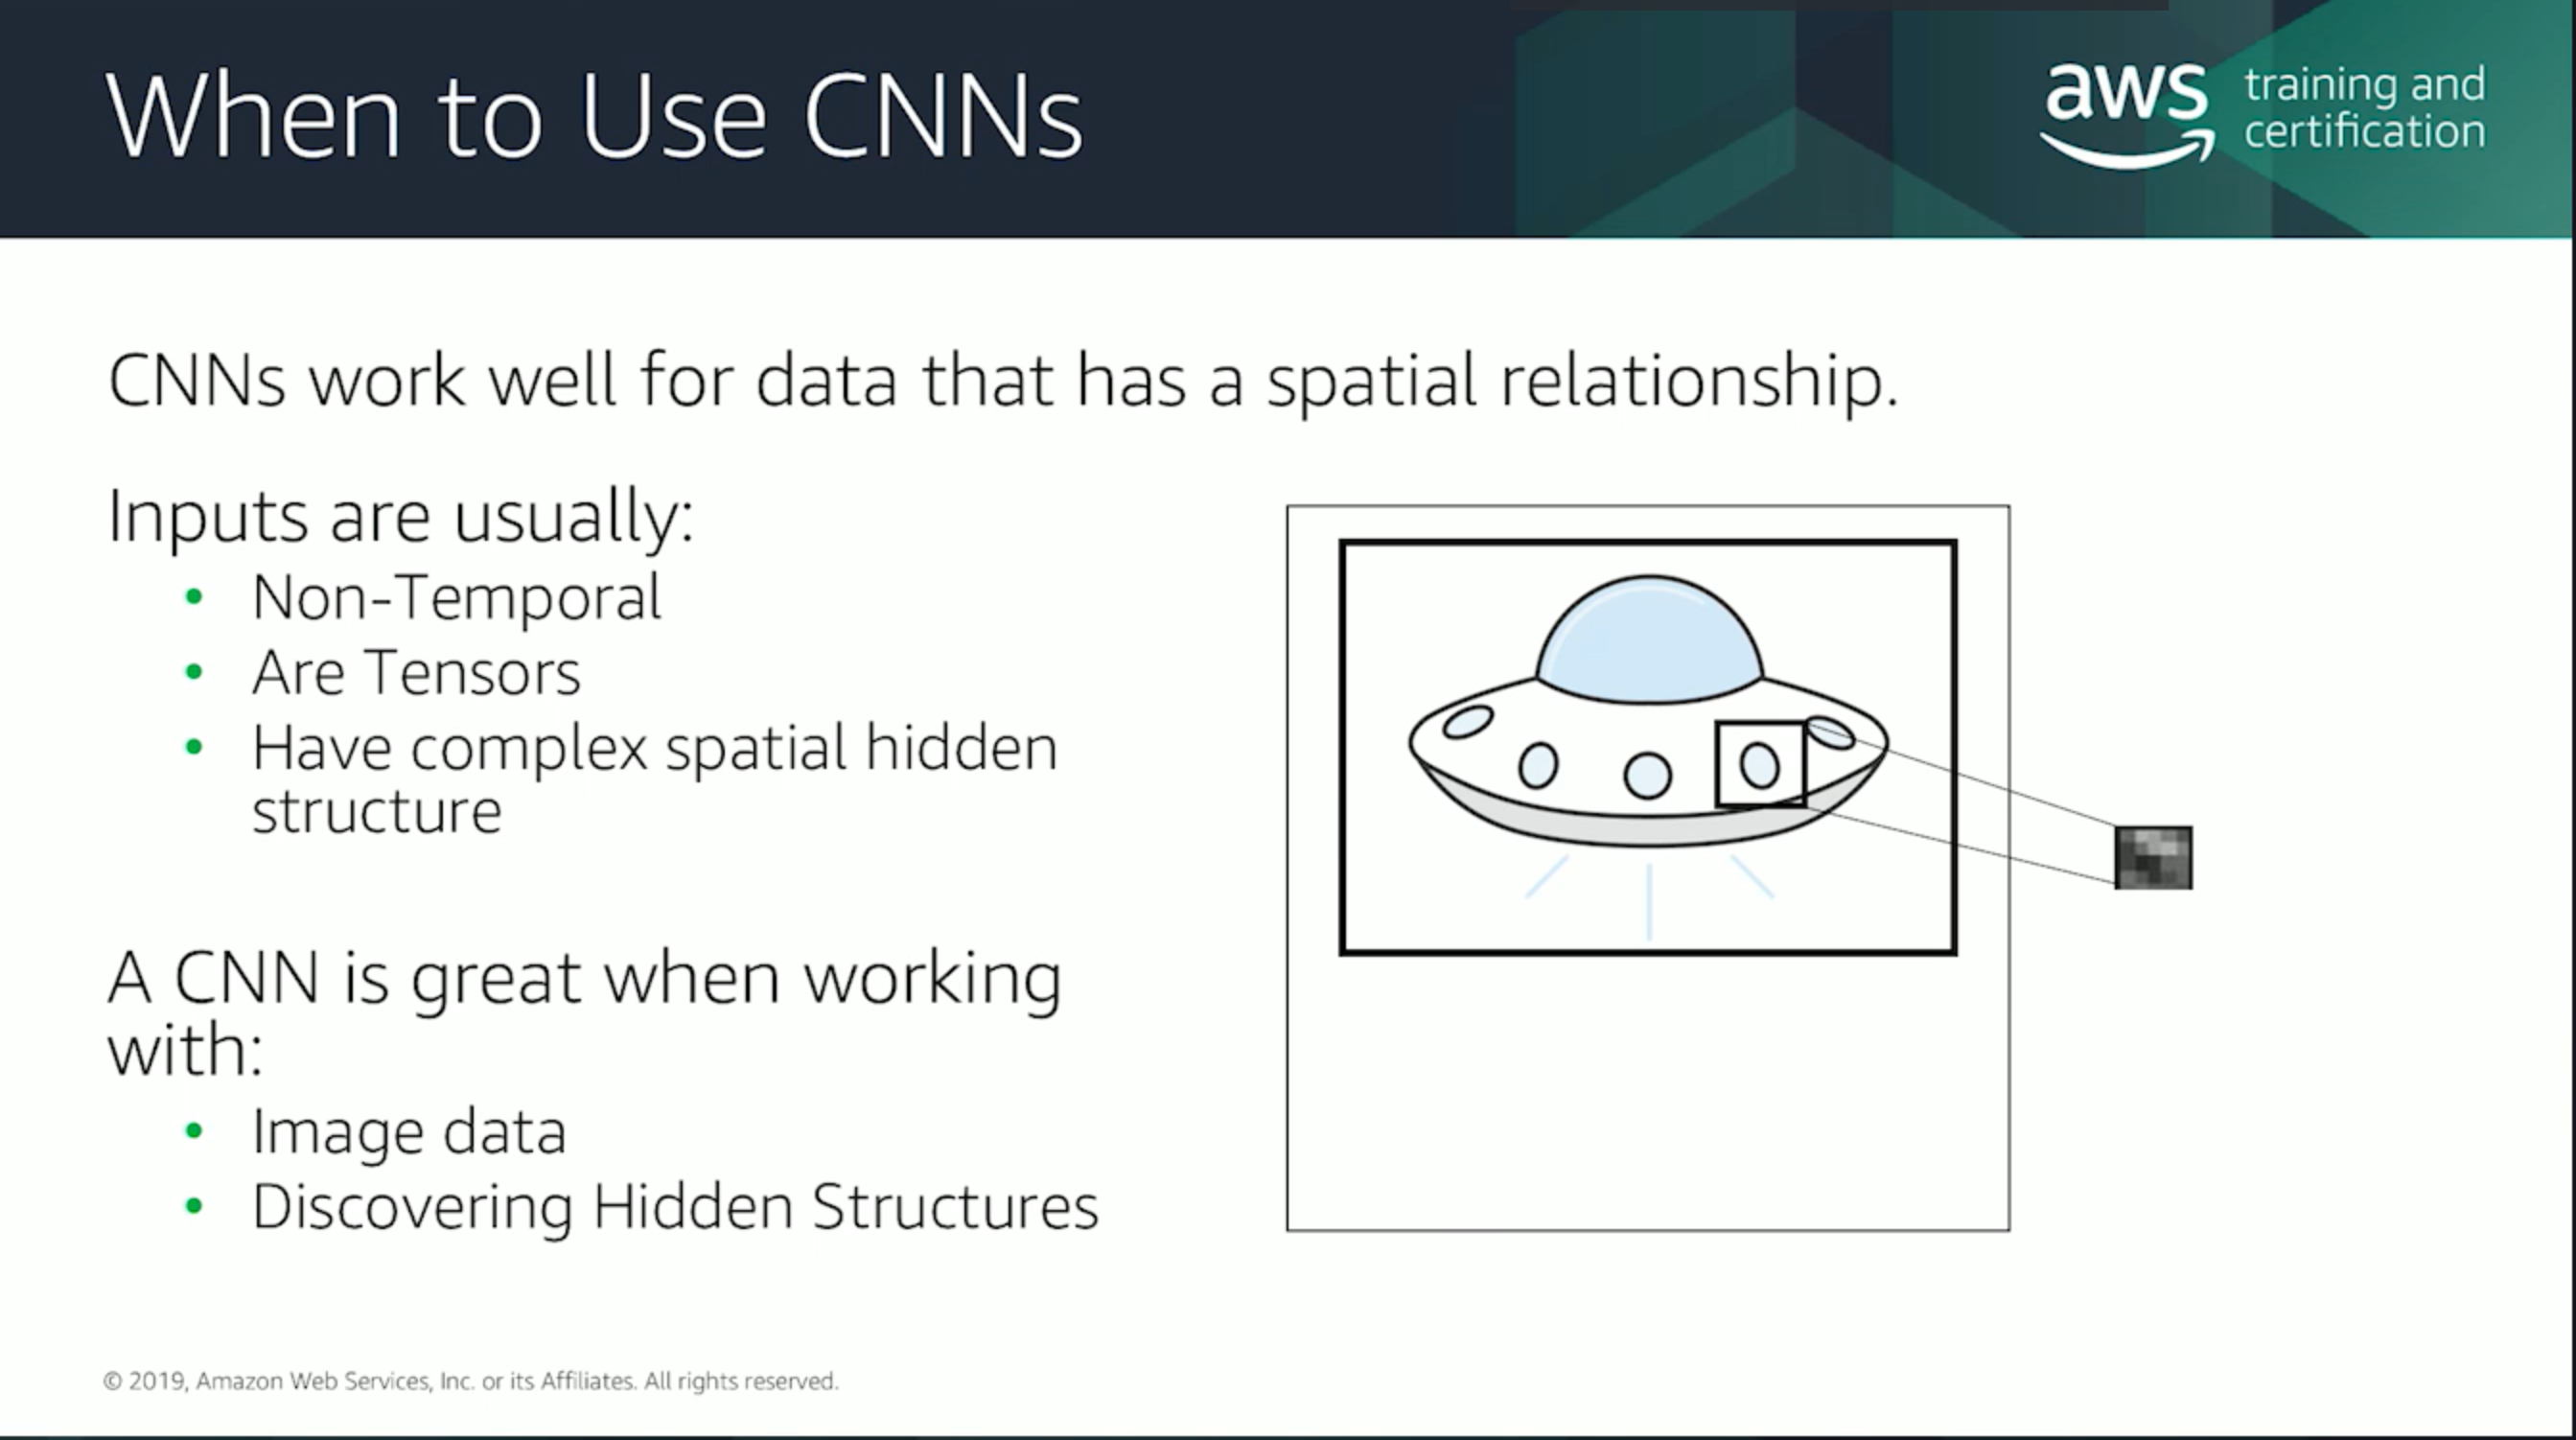 When to Use CNNs
aws training and
certification
CNNs work well for data that has a spatial relationship.
Inputs are usually:
• Non-Temporal
• Are Tensors
• Have complex spatial hidden
structure
A CNN is great when working
with:
• Image data
• Discovering Hidden Structures
© 2019, Amazon Web Services, Inc. or its Affiliates. All rights reserved.